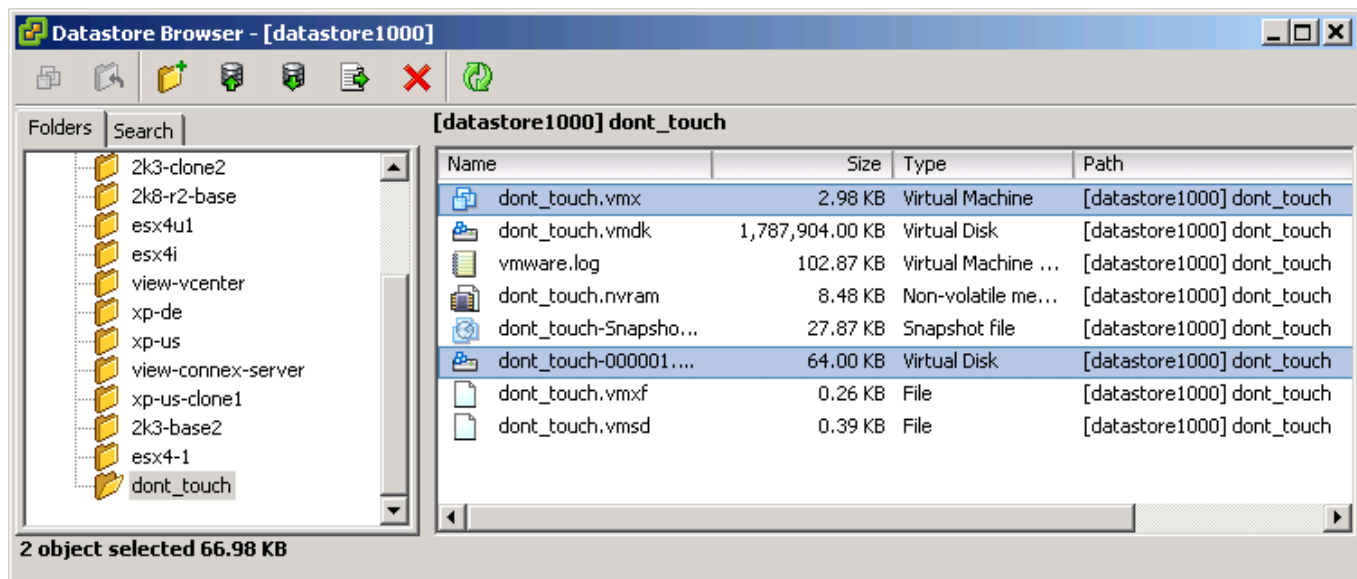 Datastore Browser - [datastore1000]
Folders
Search
[datastore1000] dont_touch
2k3-clone2
2k8-r2-base
esx4u1
esx4i
view-vcenter
xp-de
xp-us
view-connex-server
xp-us-clone1
2k3-base2
esx4-1
dont_touch
Name Size Type Path
dont_touch.vmx 2.98 KB Virtual Machine [datastore1000] dont_touch
dont_touch.vmdk 1,787,904.00 KB Virtual Disk [datastore1000] dont_touch
vmware.log 102.87 KB Virtual Machine ... [datastore1000] dont_touch
dont_touch.nvram 8.48 KB Non-volatile me... [datastore1000] dont_touch
dont_touch-Snapsho... 27.87 KB Snapshot file [datastore1000] dont_touch
dont_touch-000001.... 64.00 KB Virtual Disk [datastore1000] dont_touch
dont_touch.vmxf 0.26 KB File [datastore1000] dont_touch
dont_touch.vmsd 0.39 KB File [datastore1000] dont_touch
2 object selected 66.98 KB